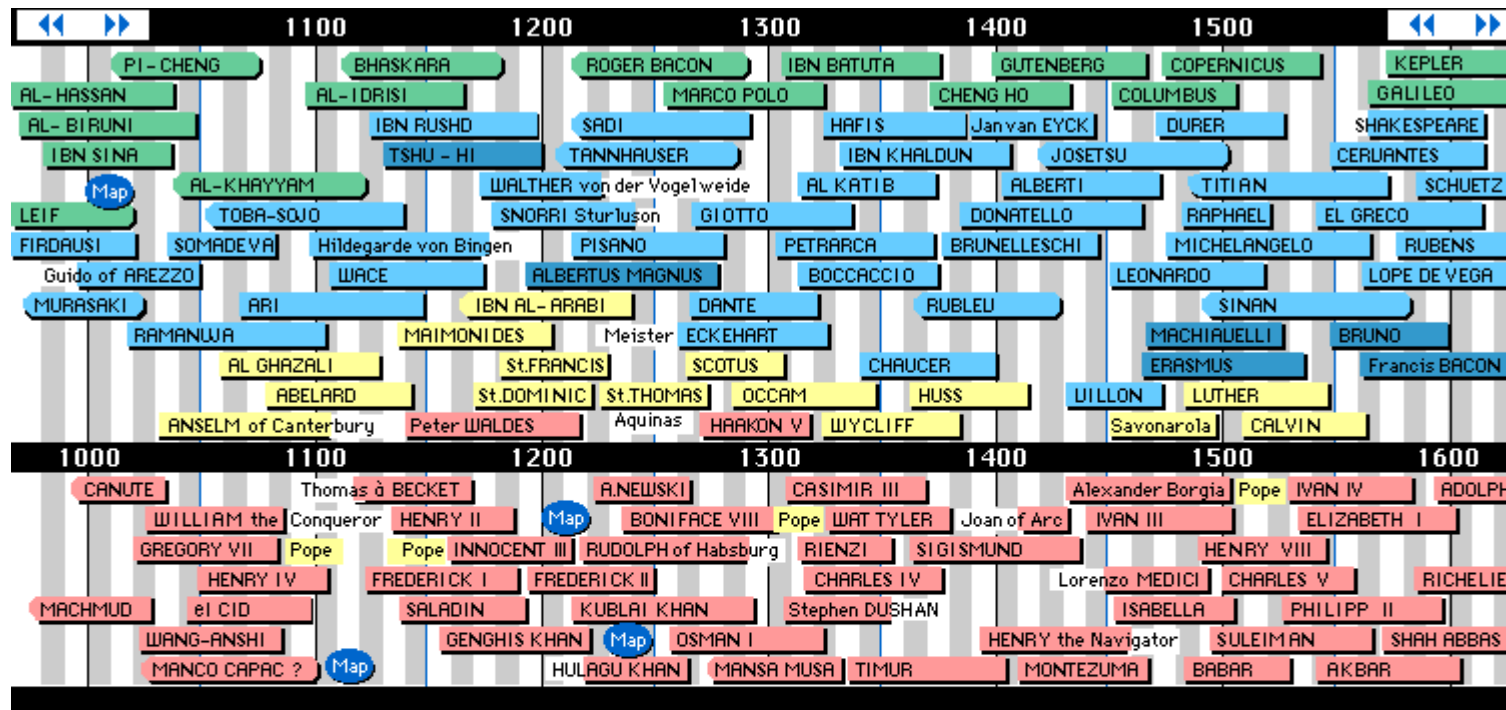 1100 1200 1300 1400 1500
PI-CHENG BHASKARA ROGER BACON IBN BATUTA GUTENBERG COPERNICUS KEPLER
AL-HASSAN AL-IDRISI MARCO POLO CHENG HO COLUMBUS GALILEO
AL-BIRUNI IBN RUSHD SADI HAFIS Jan van EYCK DURER SHAKESPEARE
IBN SINA TSHU-HI TANNHAUSER IBN KHALDUN JOSETSU CERVANTES
Map AL-KHAYYAM WALTHER von der Vogelweide AL KATIB ALBERTI TITIAN SCHUETZ
LEIF TOBA-SOJO SNORRI Sturluson GIOTTO DONATELLO RAPHAEL EL GRECO
FIRDAUSI SOMADEVA Hildegarde von Bingen PISANO PETRARCA BRUNELLESCHI MICHELANGELO RUBENS
Guido of AREZZO WACE ALBERTUS MAGNUS BOCCACCIO LEONARDO LOPE DE VEGA
MURASAKI ARI IBN AL-ARABI DANTE RUBLEU SINAN
RAMANUJA MAIMONIDES Meister ECKEHART MACHIAVELLI BRUNO
AL GHAZALI St.FRANCIS SCOTUS CHAUCER ERASMUS Francis BACON
ABELARD St.DOMINIC St.THOMAS OCCAM HUSS VILLON LUTHER
ANSELM of Canterbury Peter WALDES Aquinas HAAKON V WYCLIFF Savonarola CALVIN
1000 1100 1200 1300 1400 1500 1600
CANUTE Thomas à BECKET A.NEWSKI CASIMIR III Alexander Borgia Pope IVAN IV ADOLPH
WILLIAM the Conqueror HENRY II Map BONIFACE VIII Pope WAT TYLER Joan of Arc IVAN III ELIZABETH I
GREGORY VII Pope Pope INNOCENT III RUDOLPH of Habsburg RIENZI SIGISMUND HENRY VIII
HENRY IV FREDERICK I FREDERICK II CHARLES IV Lorenzo MEDICI CHARLES V RICHELIE
MACHMUD el CID SALADIN KUBLAI KHAN Stephen DUSHAN ISABELLA PHILIPP II
WANG-ANSHI GENGHIS KHAN Map OSMAN I HENRY the Navigator SULEIMAN SHAH ABBAS
MANCO CAPAC ? Map HULAGU KHAN MANSA MUSA TIMUR MONTEZUMA BABAR AKBAR